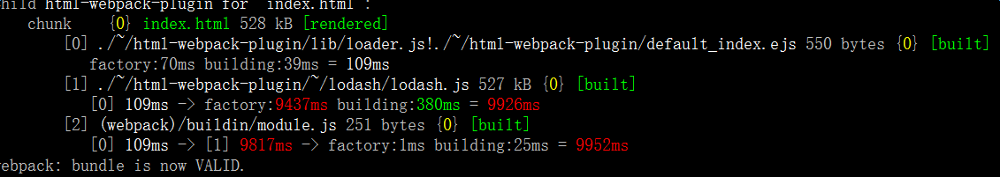 hild html-webpack-plugin for "index.html":
chunk {0} index.html 528 kB [rendered]
[0] ./~/html-webpack-plugin/lib/loader.js!./~/html-webpack-plugin/default_index.ejs 550 bytes {0} [built]
factory:70ms building:39ms = 109ms
[1] ./~/html-webpack-plugin/~/lodash/lodash.js 527 kB {0} [built]
[0] 109ms -> factory:9437ms building:380ms = 9926ms
[2] (webpack)/buildin/module.js 251 bytes {0} [built]
[0] 109ms -> [1] 9817ms -> factory:1ms building:25ms = 9952ms
ebpack: bundle is now VALID.